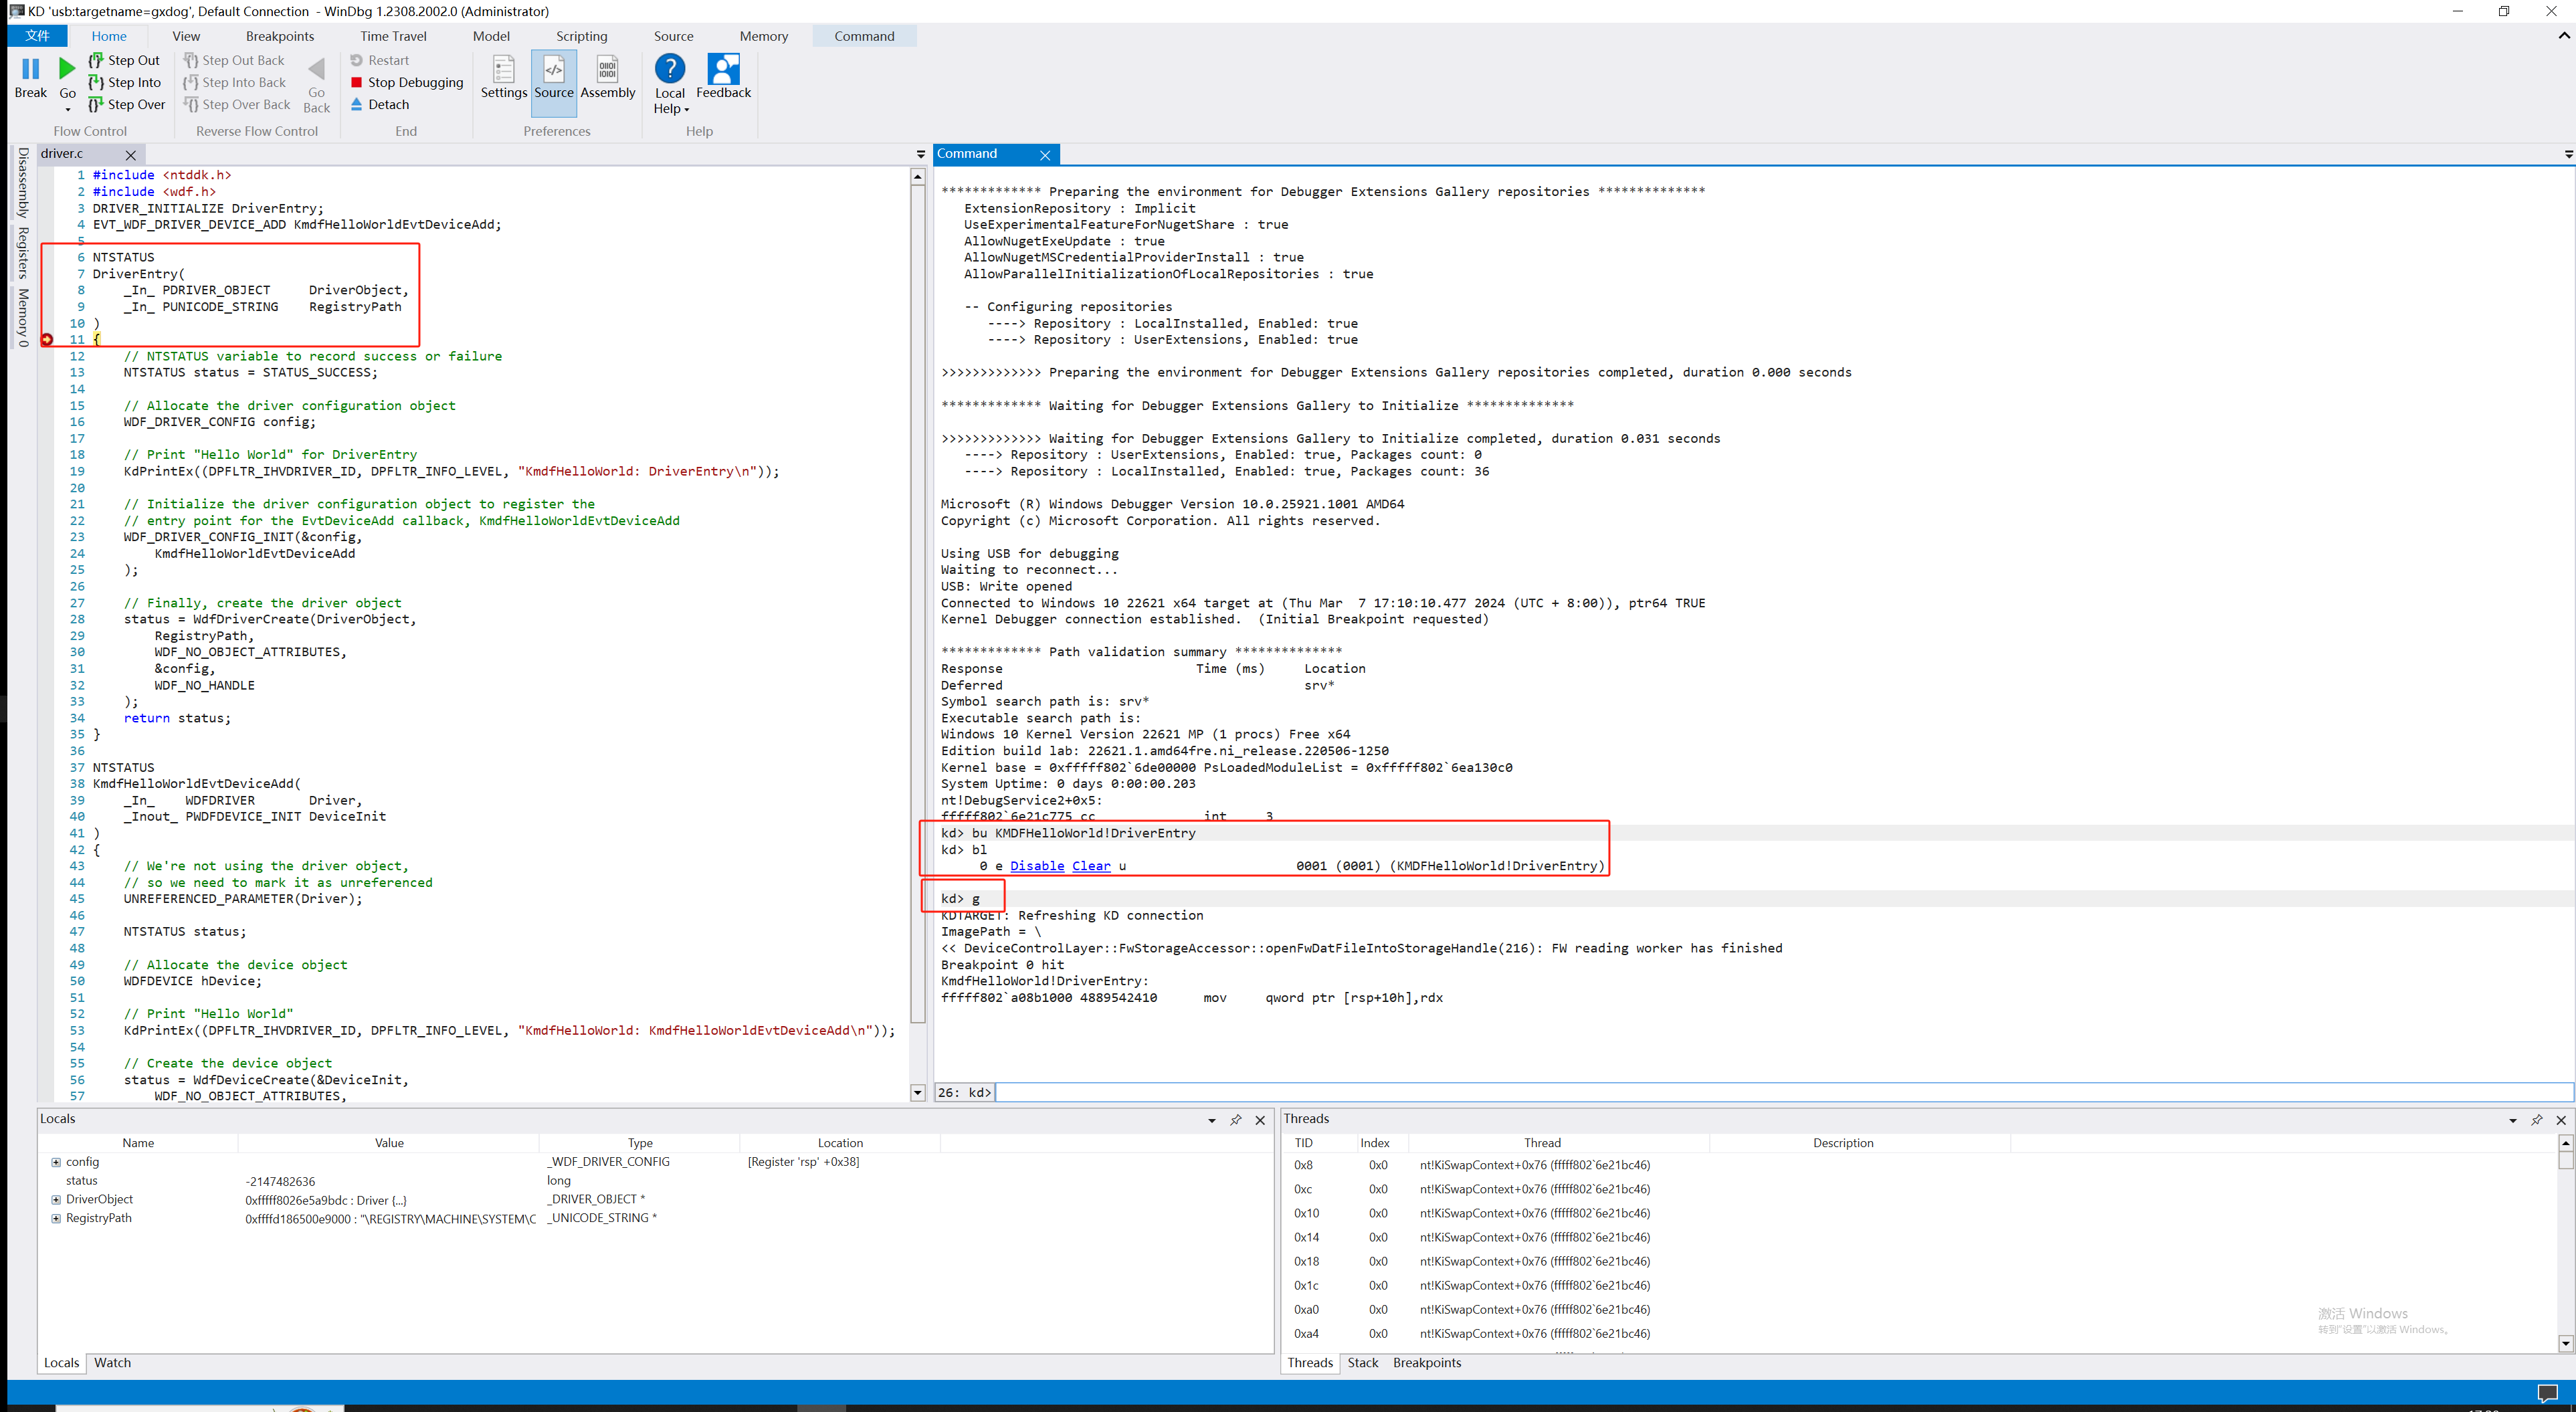 KD 'usb:targetname=gxdog', Default Connection - WinDbg 1.2308.2002.0 (Administrator)
文件 Home View Breakpoints Time Travel Model Scripting Source Memory Command
Break
Go
Step Out
Step Into
Step Over
Flow Control
Step Out Back
Step Into Back
Step Over Back
Go Back
Reverse Flow Control
Restart
Stop Debugging
Detach
End
Settings Source Assembly
Preferences
Local Help
Feedback
Help
Disassembly
Registers
Memory 0
driver.c
1 #include <ntddk.h>
2 #include <wdf.h>
3 DRIVER_INITIALIZE DriverEntry;
4 EVT_WDF_DRIVER_DEVICE_ADD KmdfHelloWorldEvtDeviceAdd;
5
6 NTSTATUS
7 DriverEntry(
8 _In_ PDRIVER_OBJECT DriverObject,
9 _In_ PUNICODE_STRING RegistryPath
10 )
11 {
12 // NTSTATUS variable to record success or failure
13 NTSTATUS status = STATUS_SUCCESS;
14
15 // Allocate the driver configuration object
16 WDF_DRIVER_CONFIG config;
17
18 // Print "Hello World" for DriverEntry
19 KdPrintEx((DPFLTR_IHVDRIVER_ID, DPFLTR_INFO_LEVEL, "KmdfHelloWorld: DriverEntry\n"));
20
21 // Initialize the driver configuration object to register the
22 // entry point for the EvtDeviceAdd callback, KmdfHelloWorldEvtDeviceAdd
23 WDF_DRIVER_CONFIG_INIT(&config,
24 KmdfHelloWorldEvtDeviceAdd
25 );
26
27 // Finally, create the driver object
28 status = WdfDriverCreate(DriverObject,
29 RegistryPath,
30 WDF_NO_OBJECT_ATTRIBUTES,
31 &config,
32 WDF_NO_HANDLE
33 );
34 return status;
35 }
36
37 NTSTATUS
38 KmdfHelloWorldEvtDeviceAdd(
39 _In_ WDFDRIVER Driver,
40 _Inout_ PWDFDEVICE_INIT DeviceInit
41 )
42 {
43 // We're not using the driver object,
44 // so we need to mark it as unreferenced
45 UNREFERENCED_PARAMETER(Driver);
46
47 NTSTATUS status;
48
49 // Allocate the device object
50 WDFDEVICE hDevice;
51
52 // Print "Hello World"
53 KdPrintEx((DPFLTR_IHVDRIVER_ID, DPFLTR_INFO_LEVEL, "KmdfHelloWorld: KmdfHelloWorldEvtDeviceAdd\n"));
54
55 // Create the device object
56 status = WdfDeviceCreate(&DeviceInit,
57 WDF_NO_OBJECT_ATTRIBUTES,
Command
************* Preparing the environment for Debugger Extensions Gallery repositories **************
ExtensionRepository : Implicit
UseExperimentalFeatureForNugetShare : true
AllowNugetExeUpdate : true
AllowNugetMSCredentialProviderInstall : true
AllowParallelInitializationOfLocalRepositories : true
-- Configuring repositories
----> Repository : LocalInstalled, Enabled: true
----> Repository : UserExtensions, Enabled: true
>>>>>>>>>>>>> Preparing the environment for Debugger Extensions Gallery repositories completed, duration 0.000 seconds
************* Waiting for Debugger Extensions Gallery to Initialize **************
>>>>>>>>>>>>> Waiting for Debugger Extensions Gallery to Initialize completed, duration 0.031 seconds
----> Repository : UserExtensions, Enabled: true, Packages count: 0
----> Repository : LocalInstalled, Enabled: true, Packages count: 36
Microsoft (R) Windows Debugger Version 10.0.25921.1001 AMD64
Copyright (c) Microsoft Corporation. All rights reserved.
Using USB for debugging
Waiting to reconnect...
USB: Write opened
Connected to Windows 10 22621 x64 target at (Thu Mar  7 17:10:10.477 2024 (UTC + 8:00)), ptr64 TRUE
Kernel Debugger connection established.  (Initial Breakpoint requested)
************* Path validation summary **************
Response Time (ms) Location
Deferred srv*
Symbol search path is: srv*
Executable search path is:
Windows 10 Kernel Version 22621 MP (1 procs) Free x64
Edition build lab: 22621.1.amd64fre.ni_release.220506-1250
Kernel base = 0xfffff802`6de00000 PsLoadedModuleList = 0xfffff802`6ea130c0
System Uptime: 0 days 0:00:00.203
nt!DebugService2+0x5:
fffff802`6e21c775 cc int 3
kd> bu KMDFHelloWorld!DriverEntry
kd> bl
0 e Disable Clear u 0001 (0001) (KMDFHelloWorld!DriverEntry)
kd> g
KDTARGET: Refreshing KD connection
ImagePath = \
<< DeviceControlLayer::FwStorageAccessor::openFwDatFileIntoStorageHandle(216): FW reading worker has finished
Breakpoint 0 hit
KmdfHelloWorld!DriverEntry:
fffff802`a08b1000 4889542410 mov qword ptr [rsp+10h],rdx
26: kd>
Locals
Name Value Type Location
config _WDF_DRIVER_CONFIG [Register 'rsp' +0x38]
status -2147482636 long
DriverObject 0xfffff8026e5a9bdc : Driver {...} _DRIVER_OBJECT *
RegistryPath 0xffffd186500e9000 : "\REGISTRY\MACHINE\SYSTEM\C _UNICODE_STRING *
Locals Watch
Threads
TID Index Thread Description
0x8 0x0 nt!KiSwapContext+0x76 (fffff802`6e21bc46)
0xc 0x0 nt!KiSwapContext+0x76 (fffff802`6e21bc46)
0x10 0x0 nt!KiSwapContext+0x76 (fffff802`6e21bc46)
0x14 0x0 nt!KiSwapContext+0x76 (fffff802`6e21bc46)
0x18 0x0 nt!KiSwapContext+0x76 (fffff802`6e21bc46)
0x1c 0x0 nt!KiSwapContext+0x76 (fffff802`6e21bc46)
0xa0 0x0 nt!KiSwapContext+0x76 (fffff802`6e21bc46)
0xa4 0x0 nt!KiSwapContext+0x76 (fffff802`6e21bc46)
Threads Stack Breakpoints
激活 Windows
转到"设置"以激活 Windows。